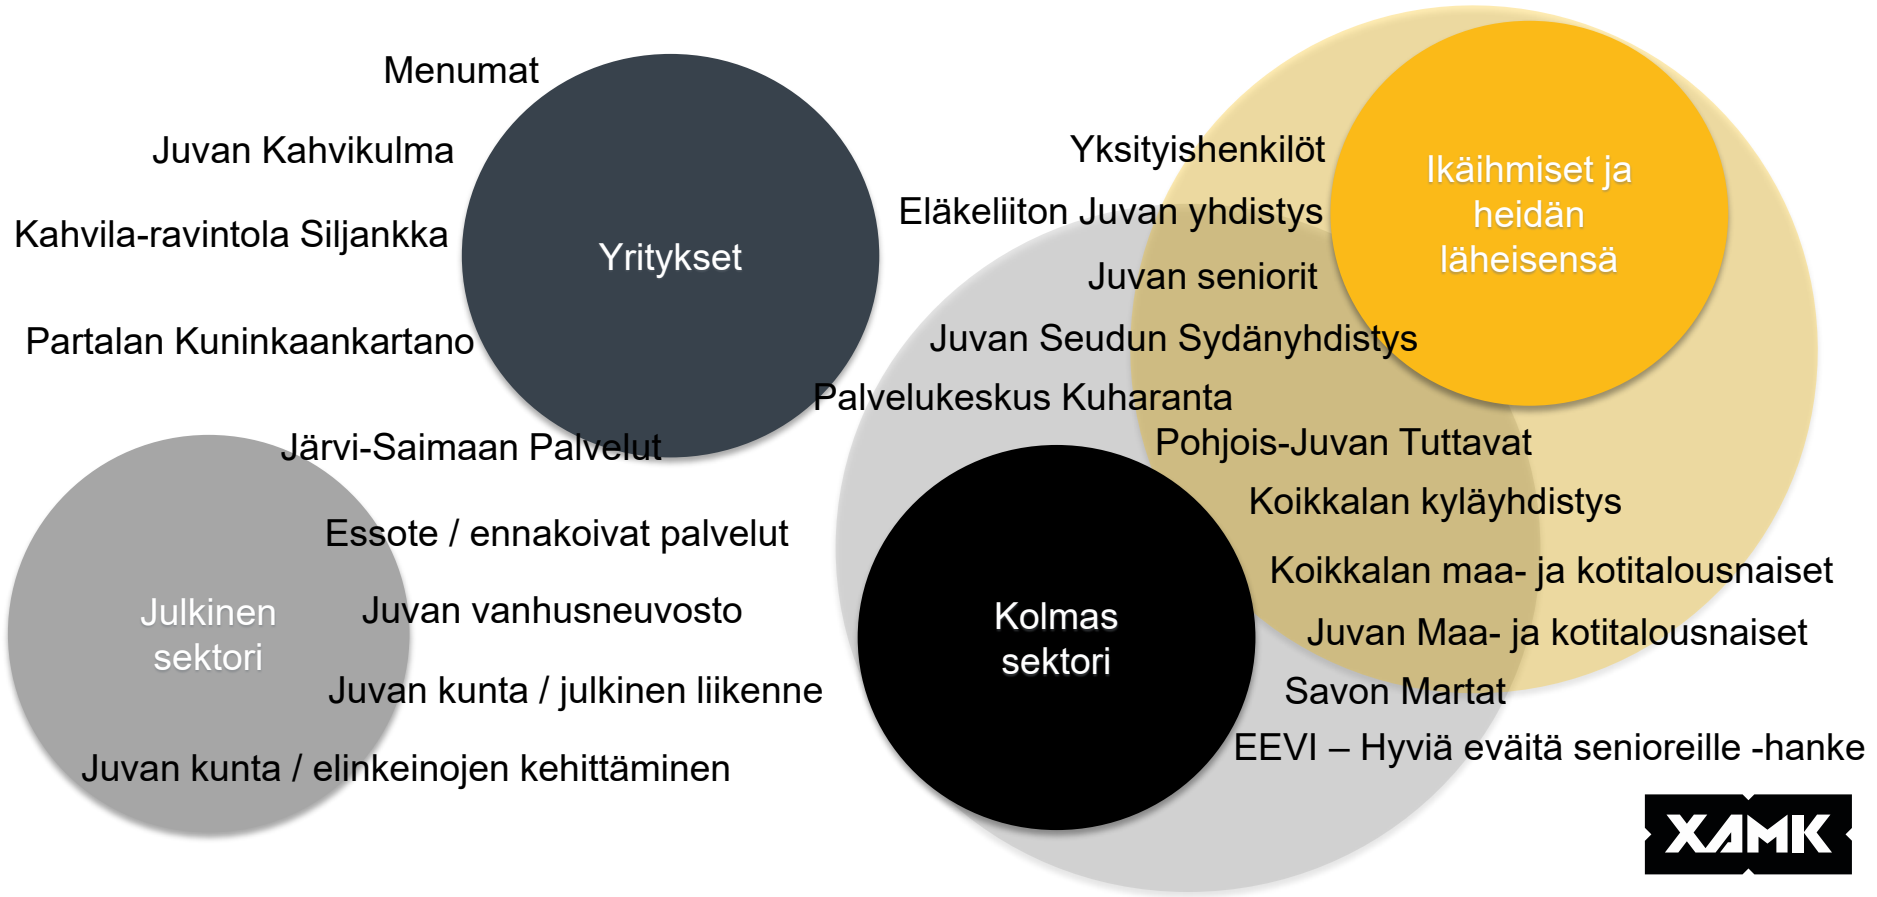 Menumat
Juvan Kahvikulma
Kahvila-ravintola Siljankka
Partalan Kuninkaankartano
Yritykset
Järvi-Saimaan Palvelut
Essote / ennakoivat palvelut
Juvan vanhusneuvosto
Juvan kunta / julkinen liikenne
Juvan kunta / elinkeinojen kehittäminen
Julkinen
sektori
Yksityishenkilöt
Eläkeliiton Juvan yhdistys
Juvan seniorit
Juvan Seudun Sydänyhdistys
Palvelukeskus Kuharanta
Pohjois-Juvan Tuttavat
Koikkalan kyläyhdistys
Koikkalan maa- ja kotitalousnaiset
Juvan Maa- ja kotitalousnaiset
Savon Martat
EEVI – Hyviä eväitä senioreille -hanke
Ikäihmiset ja
heidän
läheisensä
Kolmas
sektori
XAMK